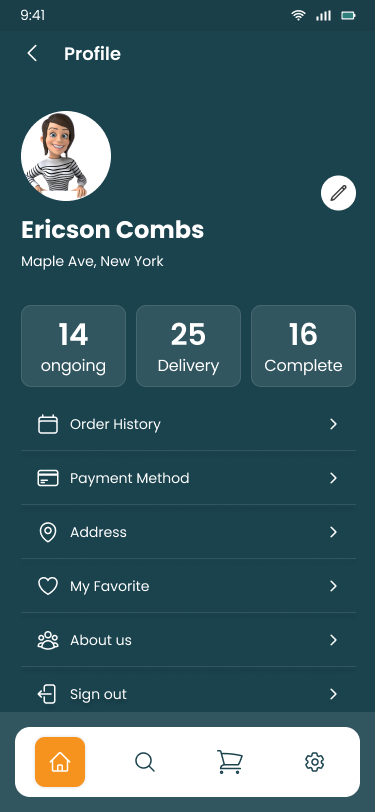 9:41
Profile
Ericson Combs
Maple Ave, New York
14 25 16
ongoing Delivery Complete
Order History
Payment Method
Address
My Favorite
About us
Sign out